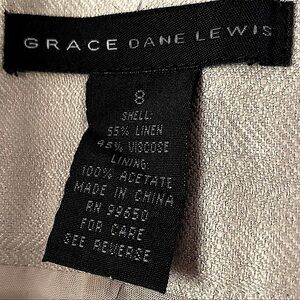 GRACE DANE LEWIS
8
SHELL:
55% LINEN
45% VISCOSE
LINING:
100% ACETATE
MADE IN CHINA
RN 99650
FOR CARE
SEE REVERSE